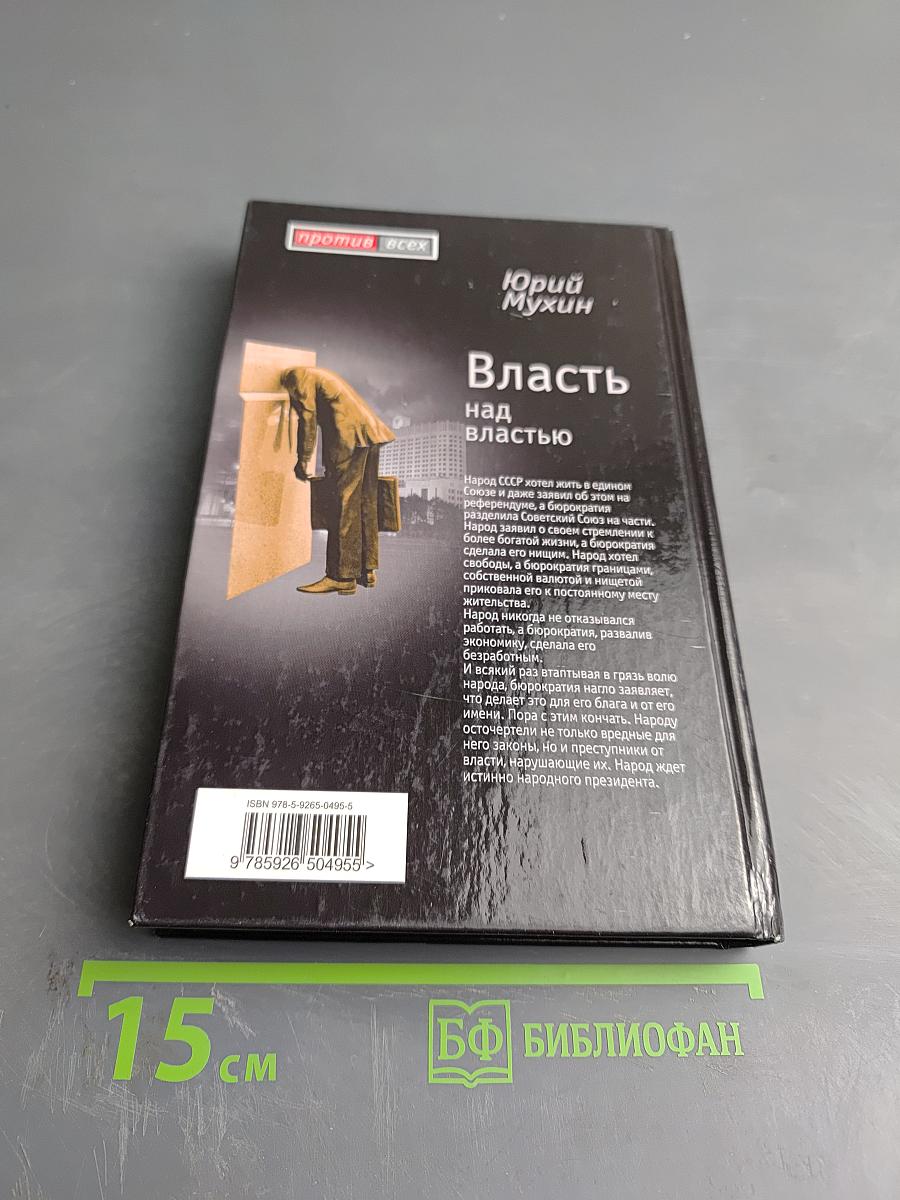 против всех
Юрий
Мухин
Власть
над
властью
Народ СССР хотел жить в едином
Союзе и даже заявил об этом на
референдуме, а бюрократия
разделила Советский Союз на части.
Народ заявил о своем стремлении к
более богатой жизни, а бюрократия
сделала его нищим. Народ хотел
свободы, а бюрократия границами,
собственной валютой и нищетой
приковала его к постоянному месту
жительства.
Народ никогда не отказывался
работать, а бюрократия, развалив
экономику, сделала его
безработным.
И всякий раз втаптывая в грязь волю
народа, бюрократия нагло заявляет,
что делает это для его блага и от его
имени. Пора с этим кончать. Народу
осточертели не только вредные для
него законы, но и преступники от
власти, нарушающие их. Народ ждет
истинно народного президента.
ISBN 978-5-9265-0495-5
9 785926 504955 >
15 см
БФ БИБЛИОФАН